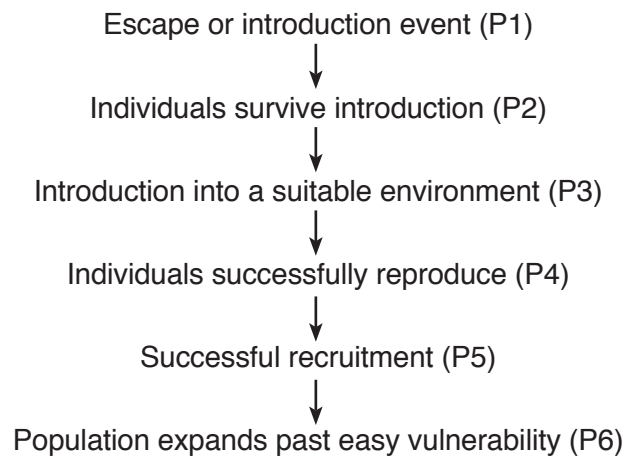 Escape or introduction event (P1)
Individuals survive introduction (P2)
Introduction into a suitable environment (P3)
Individuals successfully reproduce (P4)
Successful recruitment (P5)
Population expands past easy vulnerability (P6)